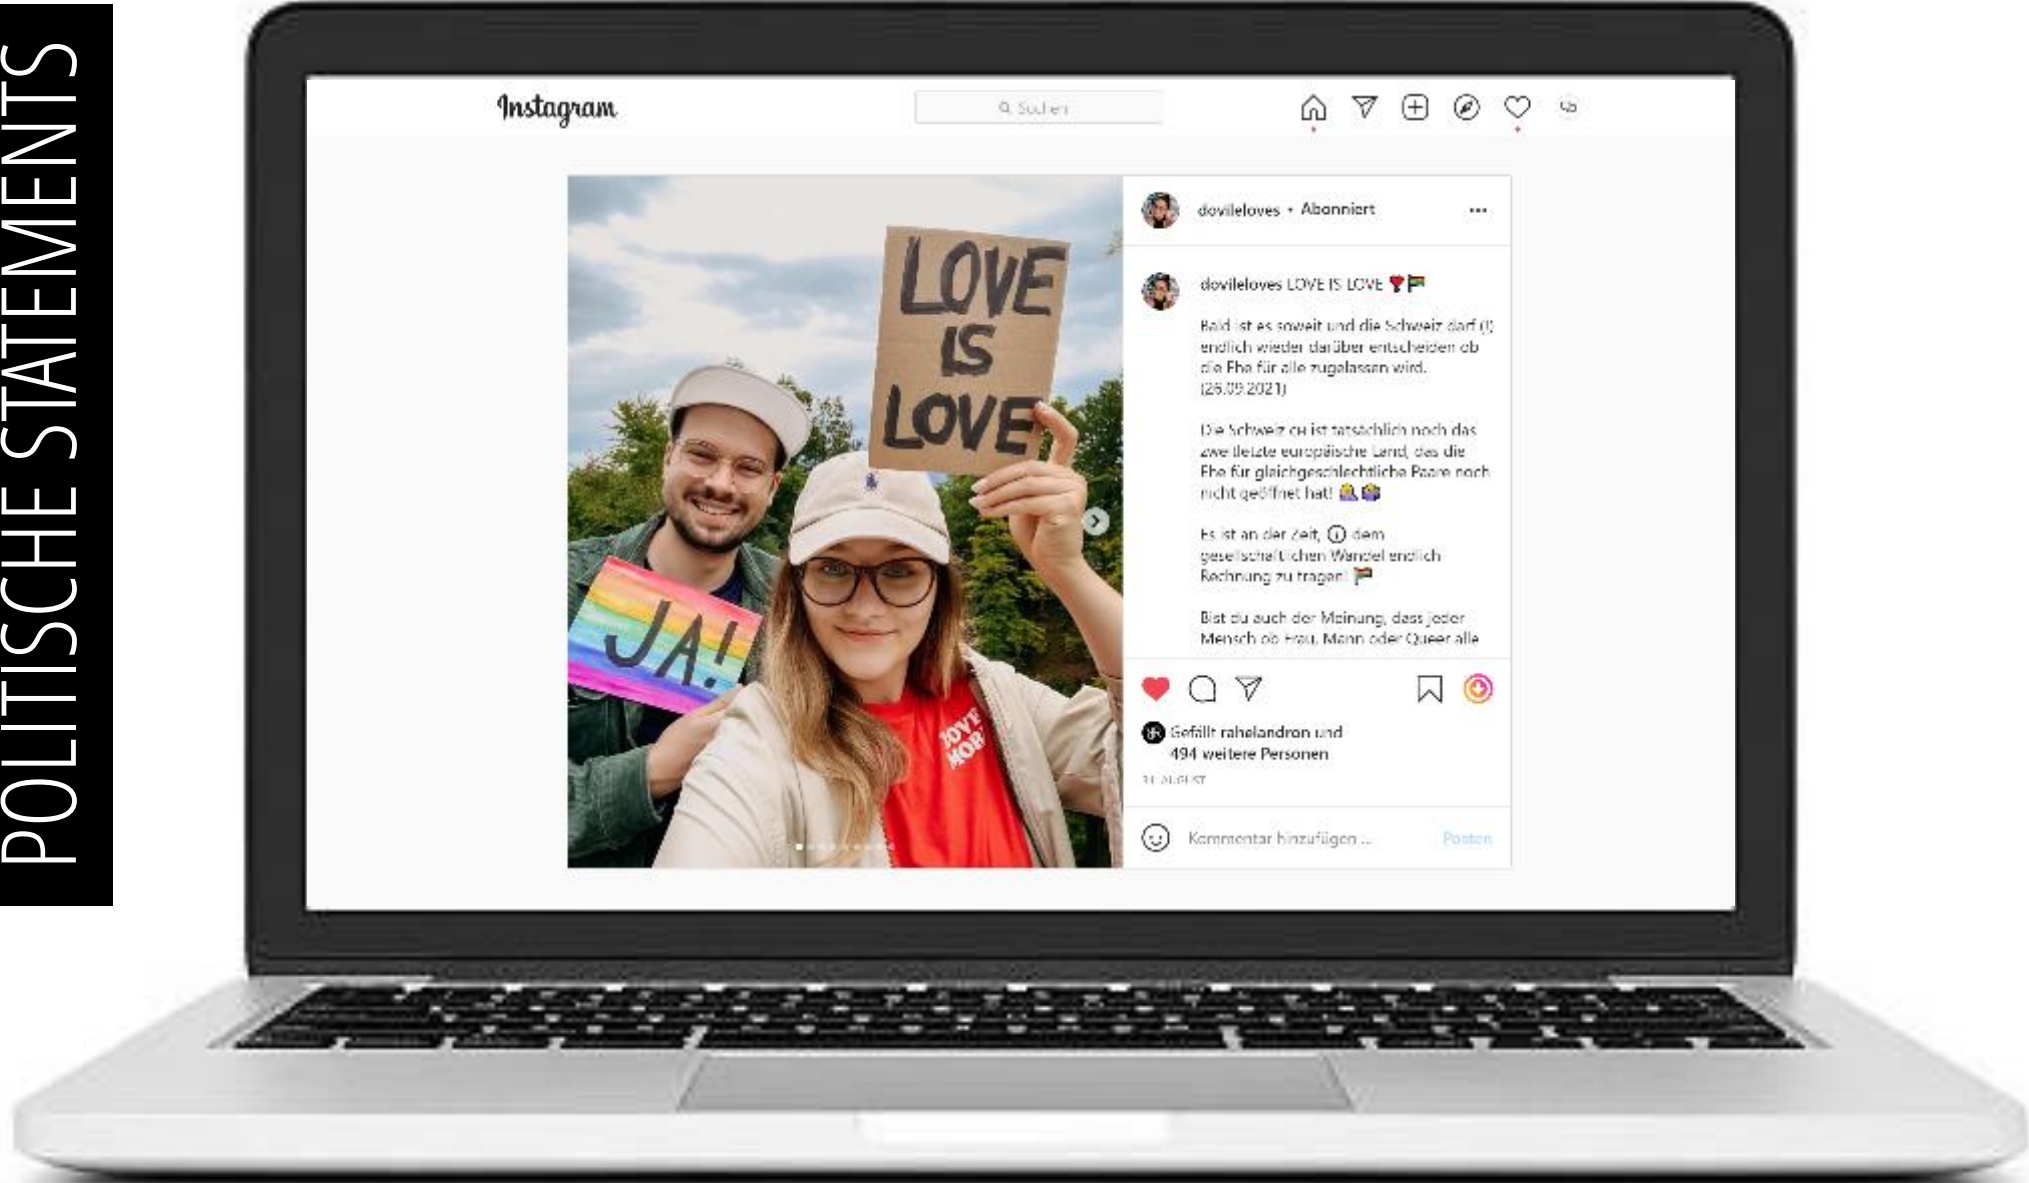 POLITISCHE STATEMENTS
Instagram
Suchen
LOVE
IS
LOVE
JA!
LOVE
MORE
dovileloves • Abonniert
dovileloves LOVE IS LOVE
Bald ist es soweit und die Schweiz darf (!)
endlich wieder darüber entscheiden ob
die Ehe für alle zugelassen wird.
(26.09.2021)
Die Schweiz CH ist tatsächlich noch das
zweitletzte europäische Land, das die
Ehe für gleichgeschlechtliche Paare noch
nicht geöffnet hat!
Es ist an der Zeit, dem
gesellschaftlichen Wandel endlich
Rechnung zu tragen!
Bist du auch der Meinung, dass jeder
Mensch ob Frau, Mann oder Queer alle
Gefällt rahelandron und
494 weitere Personen
31. AUGUST
Kommentar hinzufügen ...
Posten